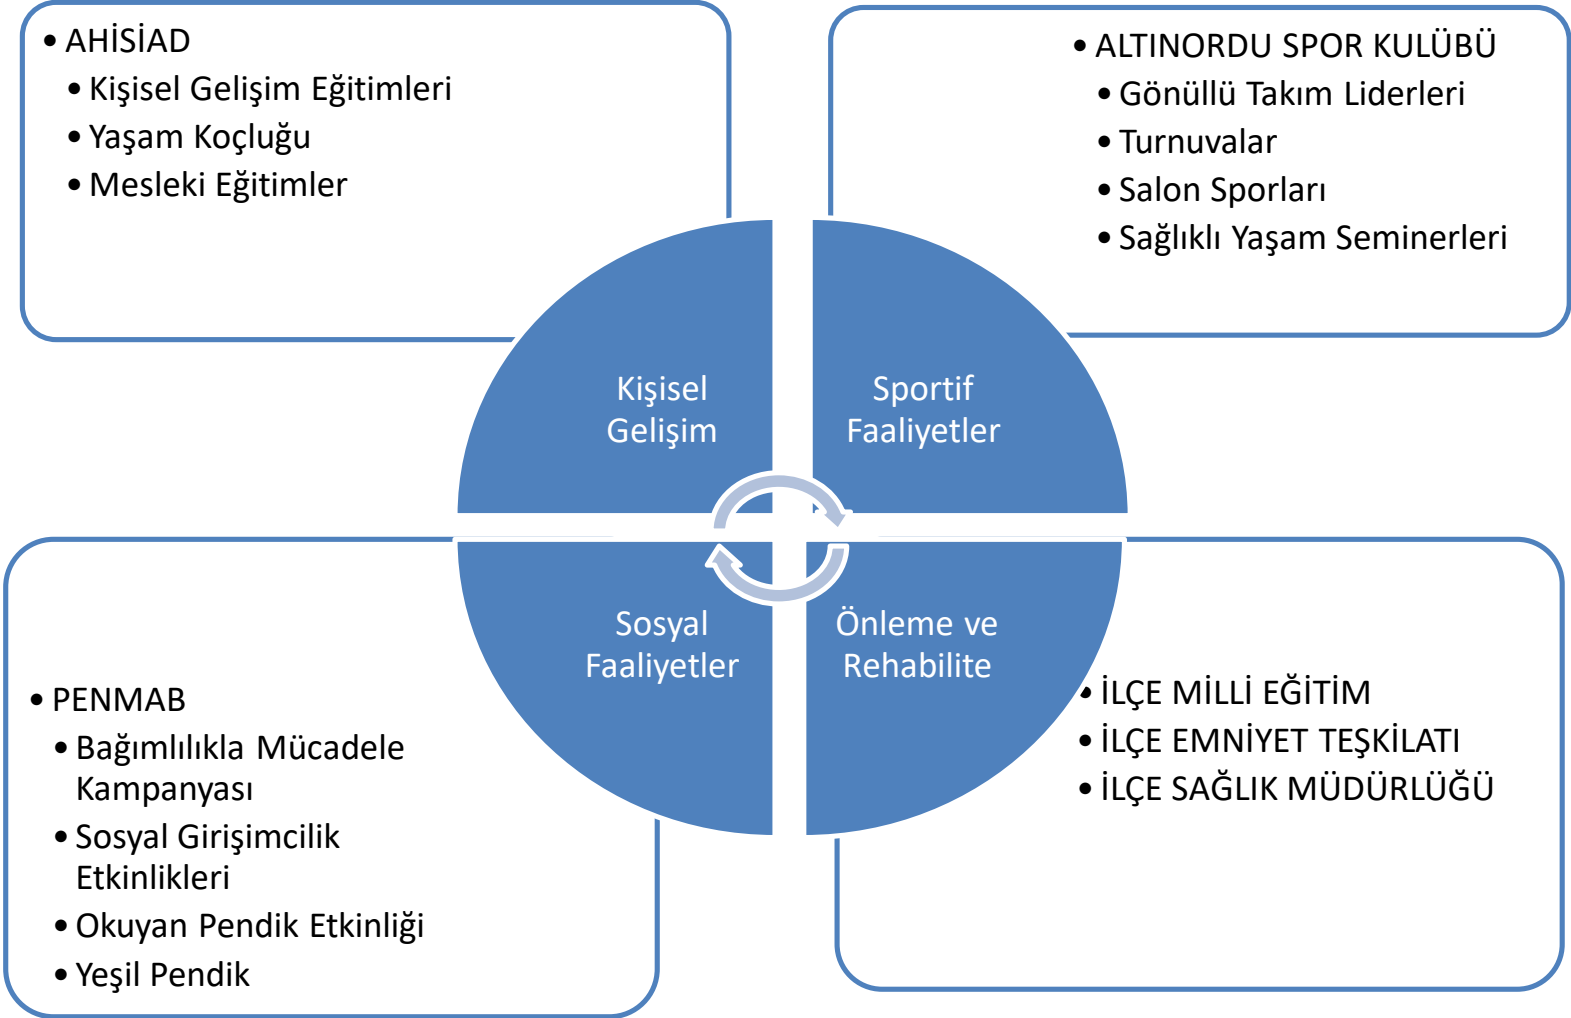 • AHİSİAD
• Kişisel Gelişim Eğitimleri
• Yaşam Koçluğu
• Mesleki Eğitimler
• ALTINORDU SPOR KULÜBÜ
• Gönüllü Takım Liderleri
• Turnuvalar
• Salon Sporları
• Sağlıklı Yaşam Seminerleri
Kişisel
Gelişim
Sportif
Faaliyetler
Sosyal
Faaliyetler
Önleme ve
Rehabilite
• PENMAB
• Bağımlılıkla Mücadele
Kampanyası
• Sosyal Girişimcilik
Etkinlikleri
• Okuyan Pendik Etkinliği
• Yeşil Pendik
• İLÇE MİLLİ EĞİTİM
• İLÇE EMNİYET TEŞKİLATI
• İLÇE SAĞLIK MÜDÜRLÜĞÜ